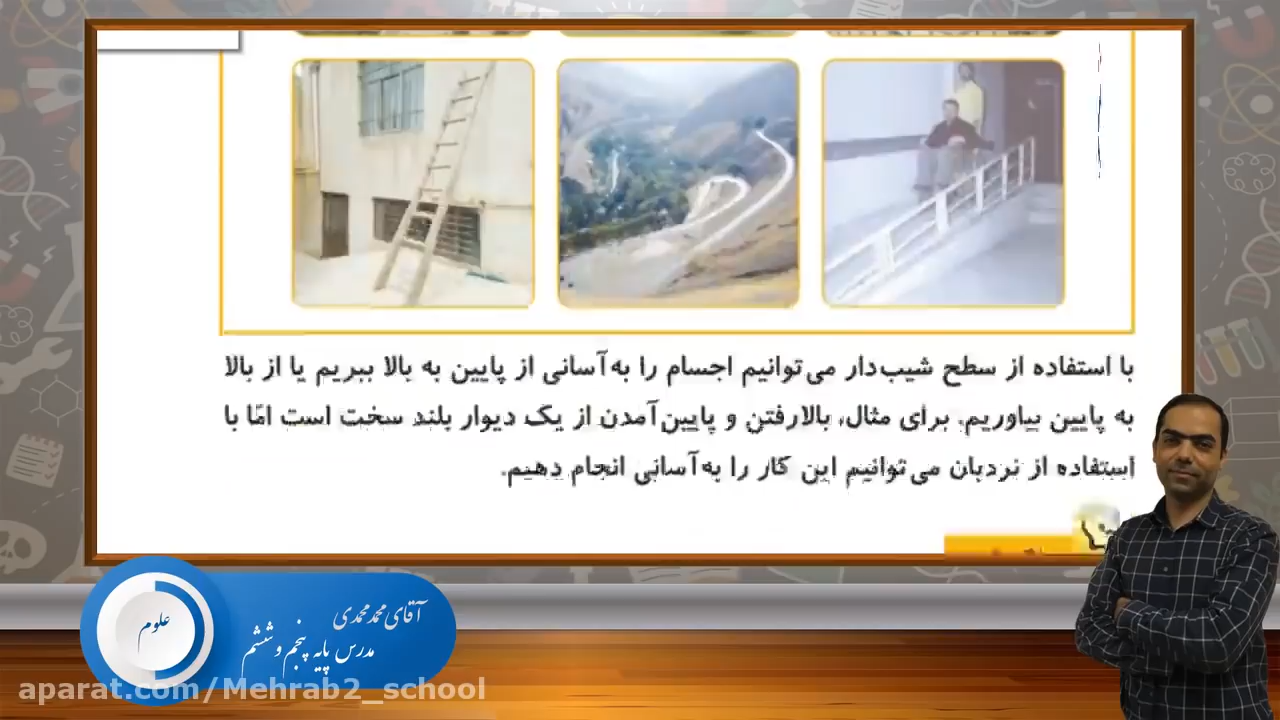 با استفاده از سطح شیب‌دار می‌توانیم اجسام را به‌آسانی از پایین به بالا ببریم یا از بالا
به پایین بیاوریم. برای مثال، بالارفتن و پایین‌آمدن از یک دیوار بلند سخت است امّا با
استفاده از نردبان می‌توانیم این کار را به‌آسانی انجام دهیم.
آقای محمد محمدی
مدرس پایه پنجم و ششم
علوم
aparat.com/Mehrab2_school